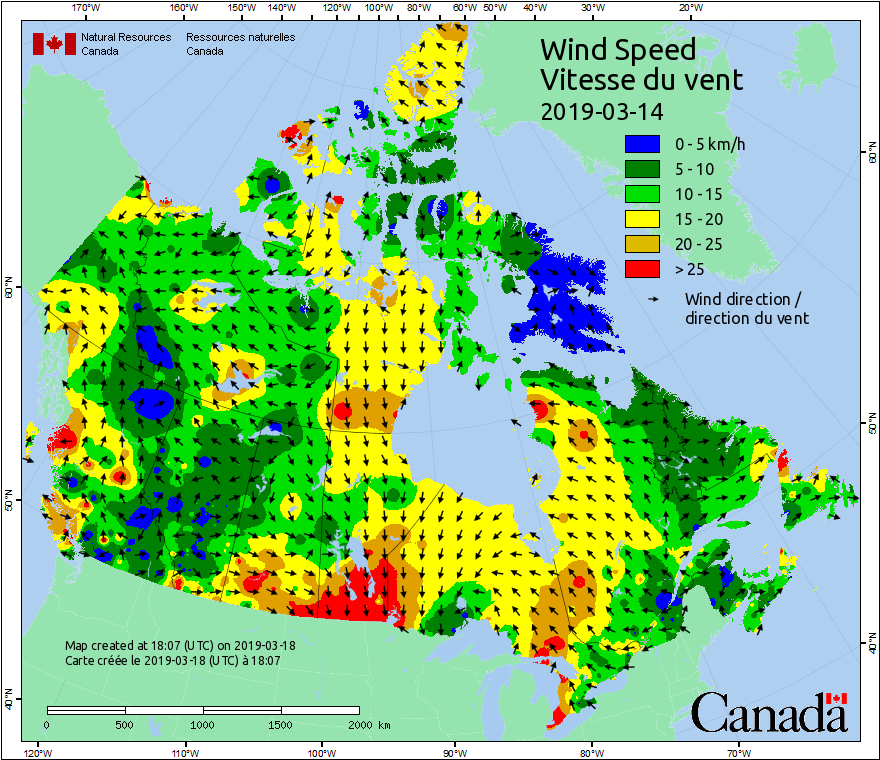 170°W 160°W 150°W 140°W 120°W 100°W 80°W 60°W 50°W 40°W 30°W 20°W
Natural Resources Canada
Ressources naturelles Canada
Wind Speed
Vitesse du vent
2019-03-14
0 - 5 km/h
5 - 10
10 - 15
15 - 20
20 - 25
> 25
Wind direction /
direction du vent
60°N
50°N
40°N
60°N
50°N
40°N
Map created at 18:07 (UTC) on 2019-03-18
Carte créée le 2019-03-18 (UTC) à 18:07
0 500 1000 1500 2000 km
Canada
120°W 110°W 100°W 90°W 80°W 70°W